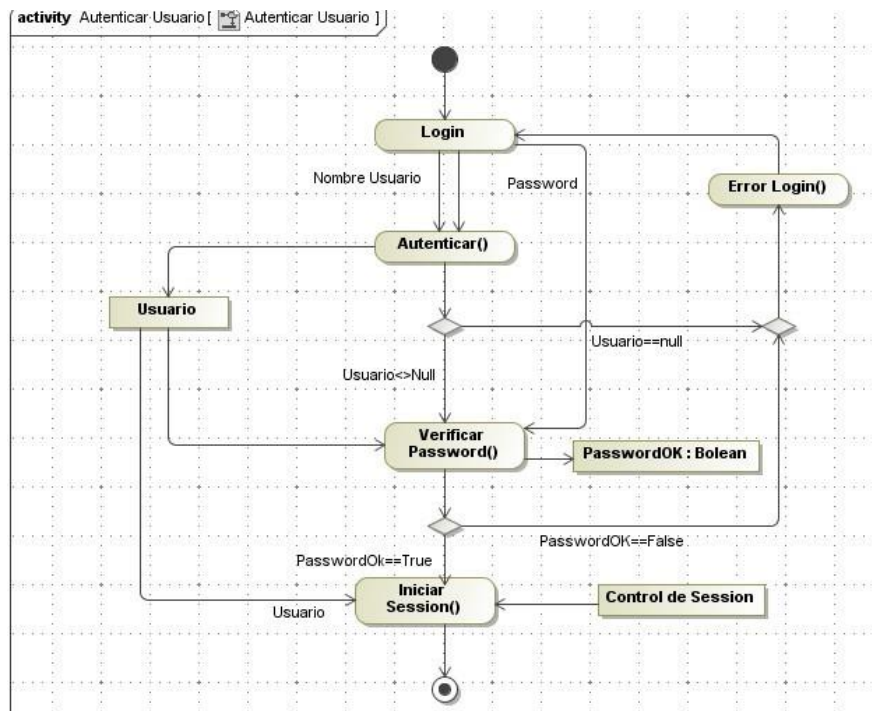 activity Autenticar Usuario [ Autenticar Usuario ]
Login
Nombre Usuario
Password
Error Login()
Autenticar()
Usuario
Usuario==null
Usuario<>Null
Verificar
Password()
PasswordOK : Bolean
PasswordOK==False
PasswordOk==True
Iniciar
Session()
Control de Session
Usuario